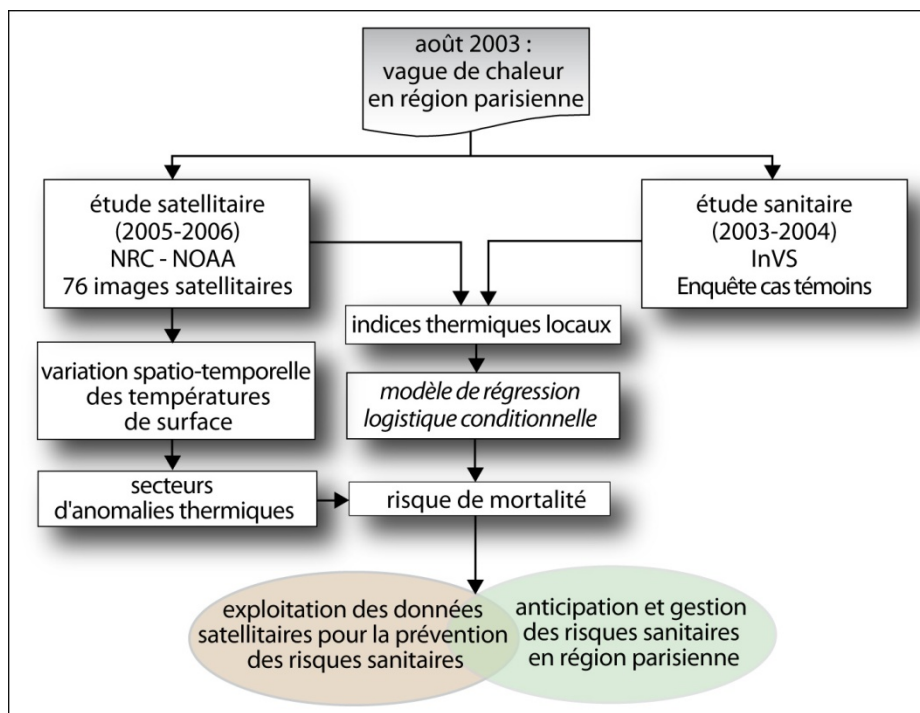 août 2003 :
vague de chaleur
en région parisienne
étude satellitaire
(2005-2006)
NRC - NOAA
76 images satellitaires
étude sanitaire
(2003-2004)
InVS
Enquête cas témoins
indices thermiques locaux
variation spatio-temporelle
des températures
de surface
modèle de régression
logistique conditionnelle
secteurs
d'anomalies thermiques
risque de mortalité
exploitation des données
satellitaires pour la prévention
des risques sanitaires
anticipation et gestion
des risques sanitaires
en région parisienne